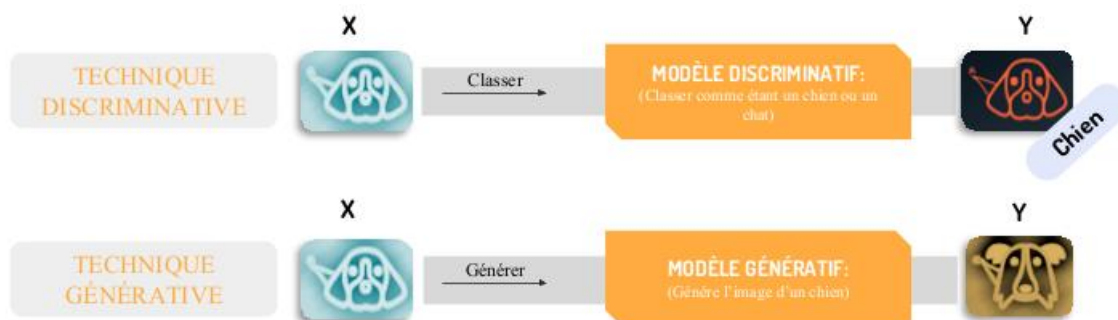 X
Y
TECHNIQUE
DISCRIMINATIVE
Classer
MODÈLE DISCRIMINATIF:
(Classer comme étant un chien ou un
chat)
Chien
X
Y
TECHNIQUE
GÉNÉRATIVE
Générer
MODÈLE GÉNÉRATIF:
(Génére l'image d'un chien)